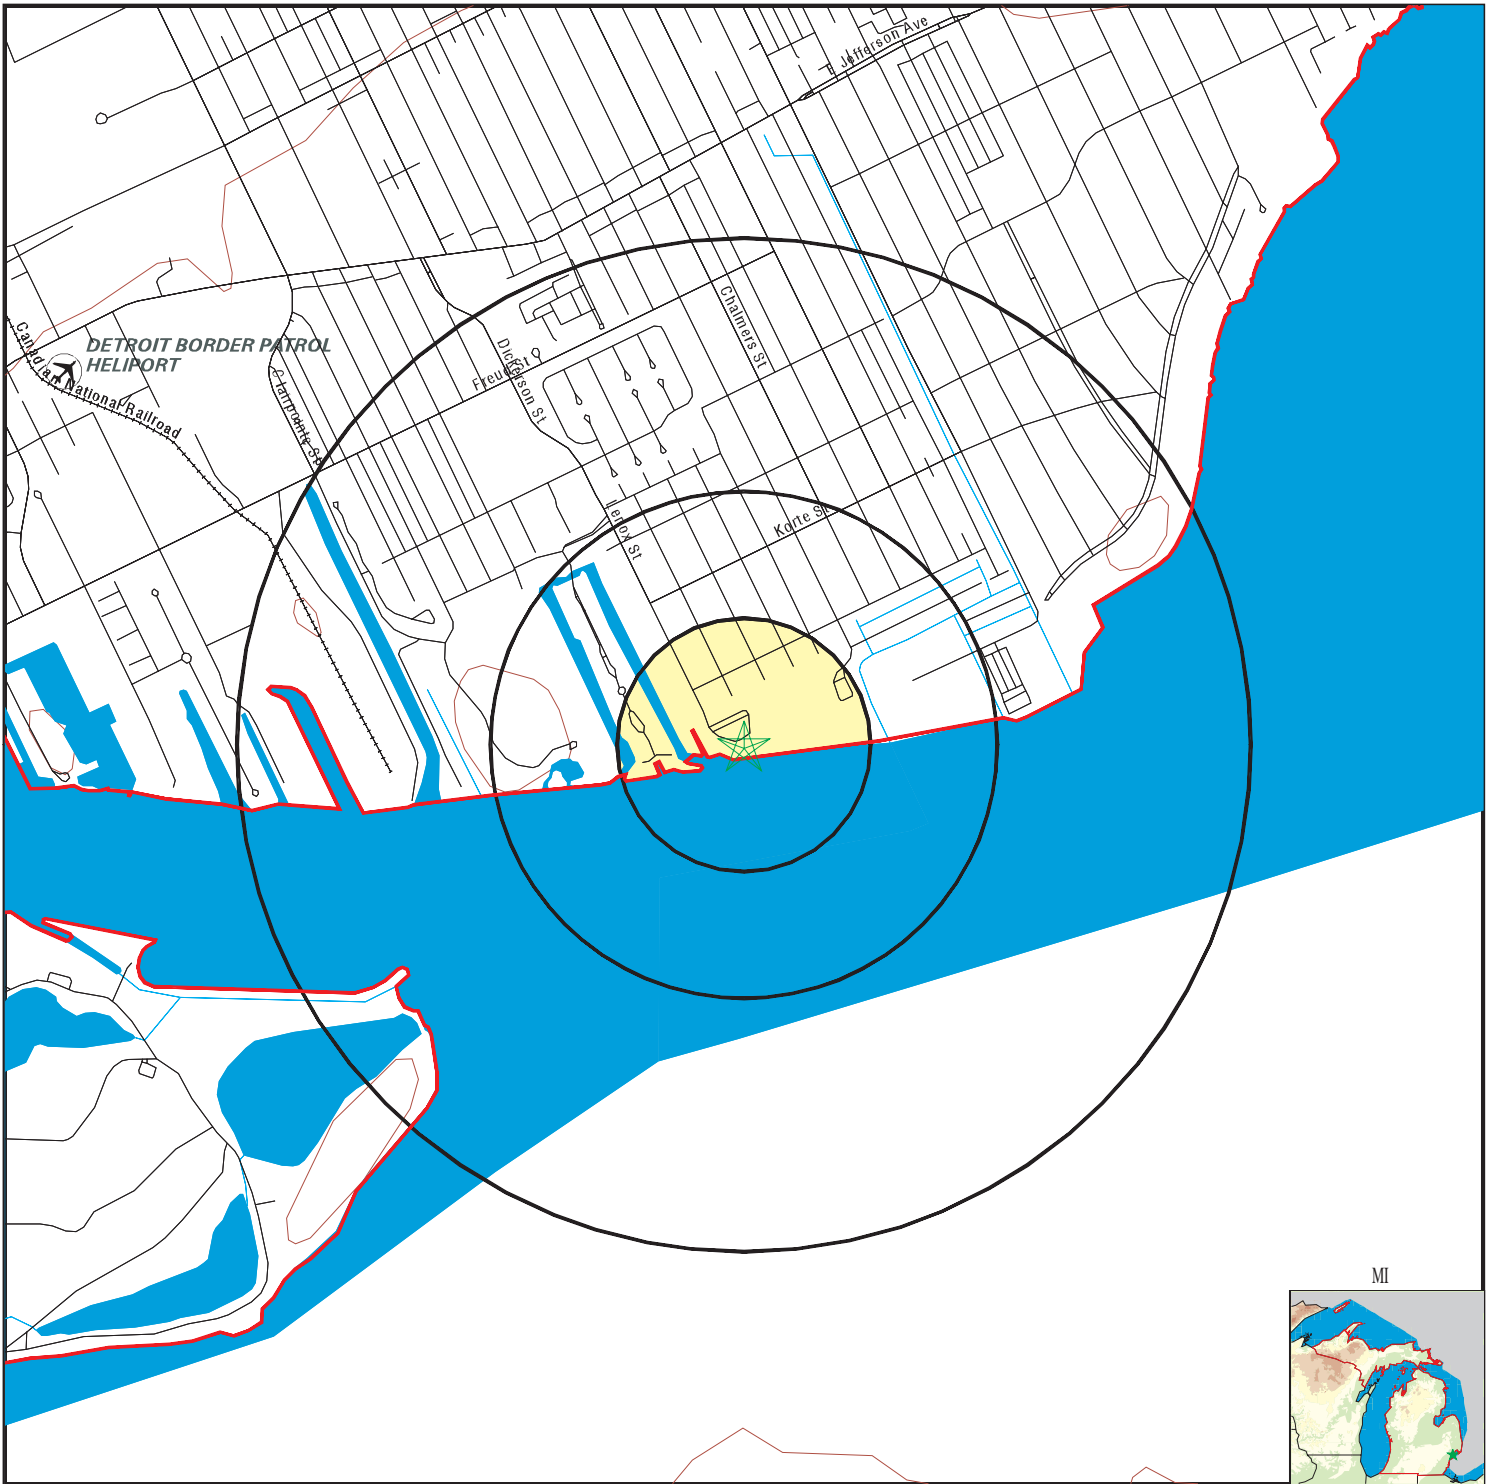 E Jefferson Ave
Chalmers St
Canadian National Railroad
DETROIT BORDER PATROL
HELIPORT
Dickerson St
Freud St
Clairpointe St
Lenox St
Korte St
MI